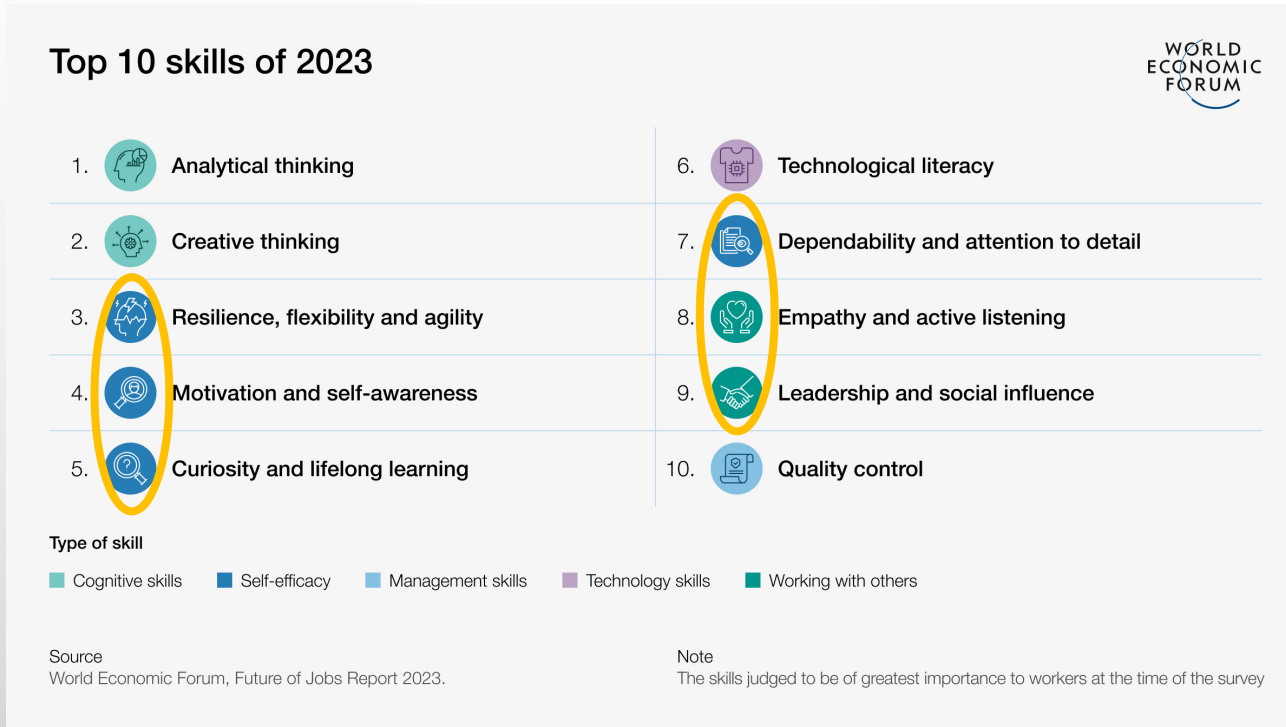 Top 10 skills of 2023
WORLD
ECONOMIC
FORUM
1. Analytical thinking
2. Creative thinking
3. Resilience, flexibility and agility
4. Motivation and self-awareness
5. Curiosity and lifelong learning
6. Technological literacy
7. Dependability and attention to detail
8. Empathy and active listening
9. Leadership and social influence
10. Quality control
Type of skill
Cognitive skills Self-efficacy Management skills Technology skills Working with others
Source
World Economic Forum, Future of Jobs Report 2023.
Note
The skills judged to be of greatest importance to workers at the time of the survey